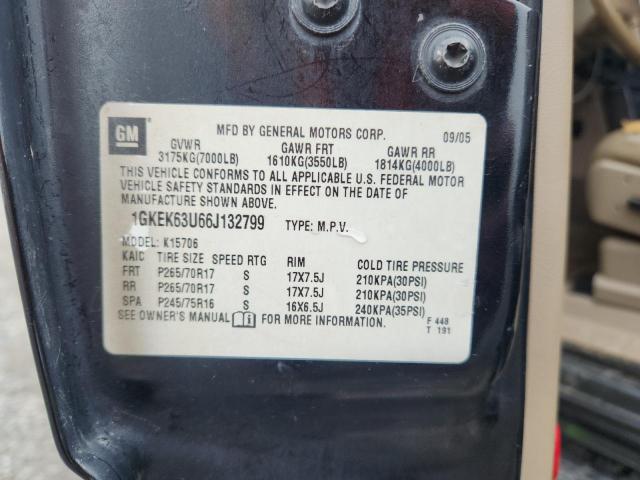 GM
MFD BY GENERAL MOTORS CORP. 09/05
GVWR GAWR FRT GAWR RR
3175KG(7000LB) 1610KG(3550LB) 1814KG(4000LB)
THIS VEHICLE CONFORMS TO ALL APPLICABLE U.S. FEDERAL MOTOR
VEHICLE SAFETY STANDARDS IN EFFECT ON THE DATE OF
MANUFACTURE SHOWN ABOVE.
1GKEK63U66J132799 TYPE: M.P.V.
MODEL: K15706
KAIC TIRE SIZE SPEED RTG RIM COLD TIRE PRESSURE
FRT P265/70R17 S 17X7.5J 210KPA(30PSI)
RR P265/70R17 S 17X7.5J 210KPA(30PSI)
SPA P245/75R16 S 16X6.5J 240KPA(35PSI)
SEE OWNER'S MANUAL FOR MORE INFORMATION. F 448
T 191